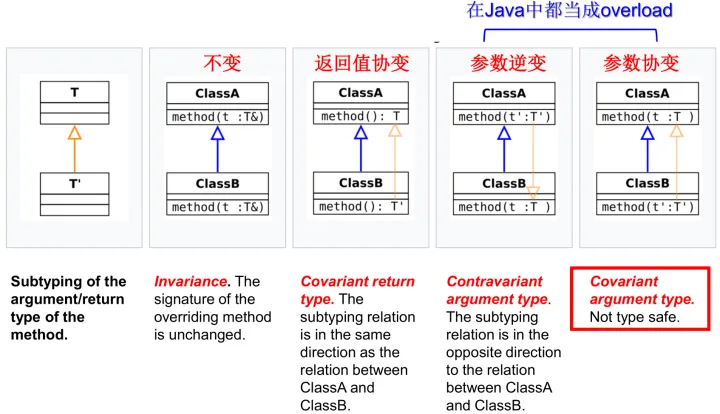 在Java中都当成overload
不变
返回值协变
参数逆变
参数协变
T
ClassA
ClassA
ClassA
ClassA
method(t :T&)
method(): T
method(t':T')
method(t :T )
T'
ClassB
ClassB
ClassB
ClassB
method(t :T&)
method(): T'
method(t :T )
method(t':T')
Subtyping of the
argument/return
type of the
method.
Invariance. The
signature of the
overriding method
is unchanged.
Covariant return
type. The
subtyping relation
is in the same
direction as the
relation between
ClassA and
ClassB.
Contravariant
argument type.
The subtyping
relation is in the
opposite direction
to the relation
between ClassA
and ClassB.
Covariant
argument type.
Not type safe.